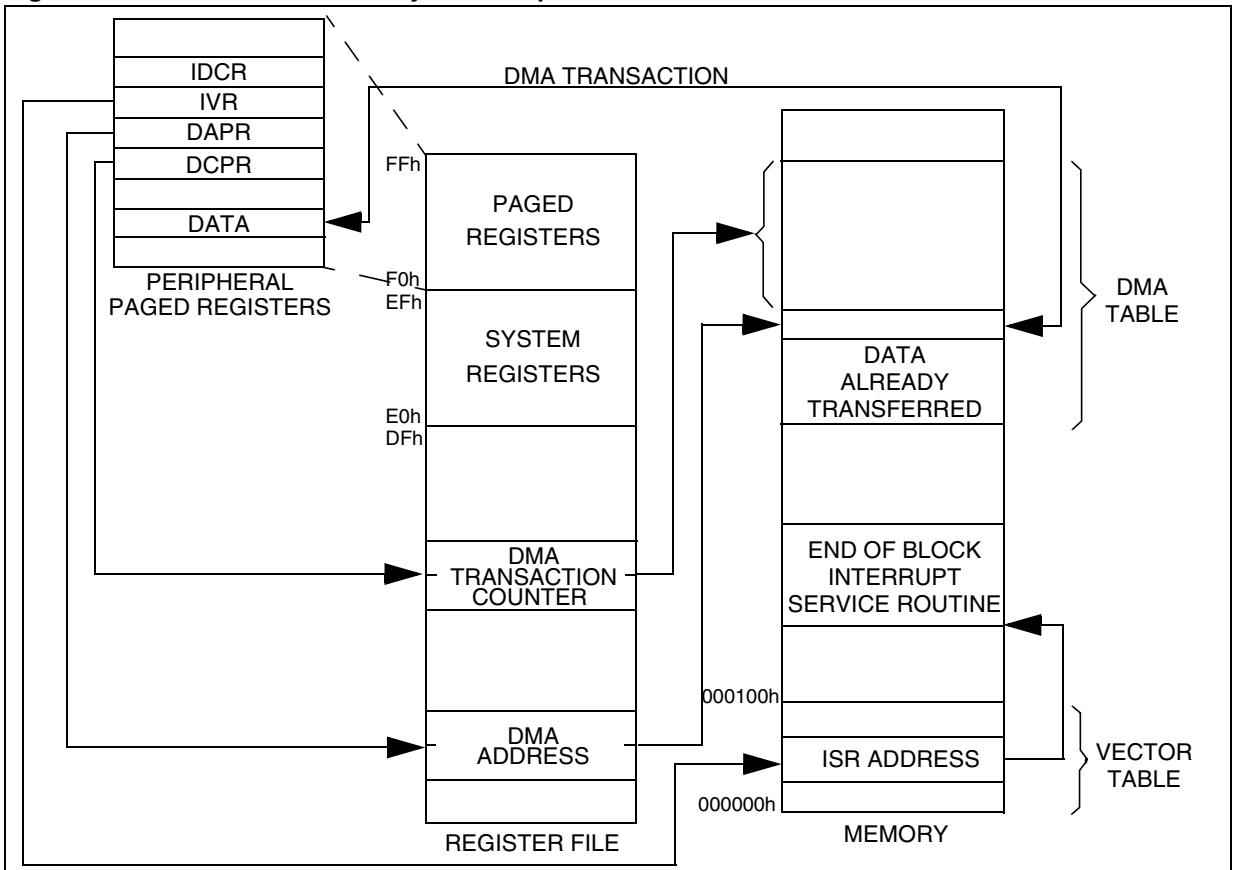 IDCR
IVR
DAPR
DCPR
DATA
PERIPHERAL
PAGED REGISTERS
DMA TRANSACTION
FFh
PAGED
REGISTERS
F0h
EFh
SYSTEM
REGISTERS
E0h
DFh
DMA
TRANSACTION
COUNTER
DMA
ADDRESS
REGISTER FILE
DMA
TABLE
DATA
ALREADY
TRANSFERRED
END OF BLOCK
INTERRUPT
SERVICE ROUTINE
000100h
ISR ADDRESS
VECTOR
TABLE
000000h
MEMORY